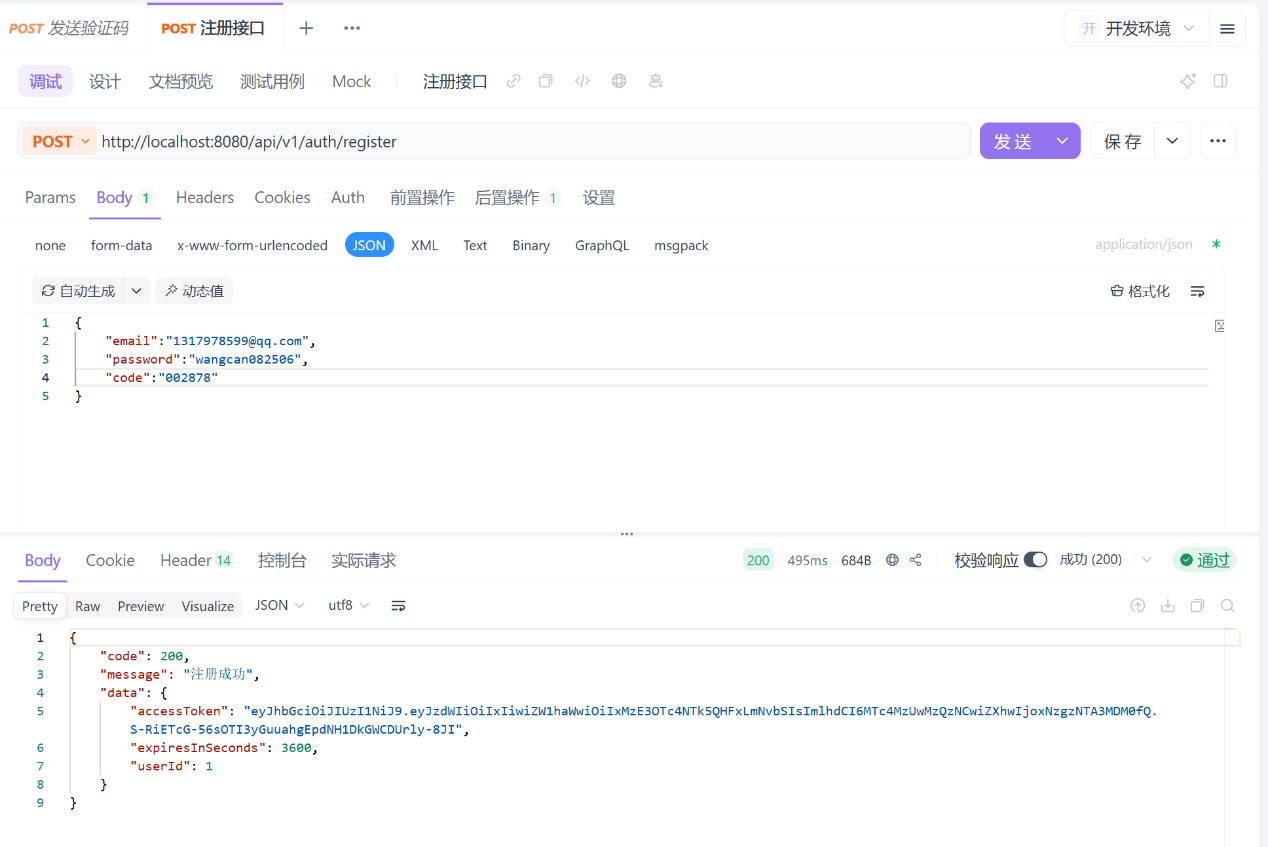 POST 发送验证码 POST 注册接口 开 开发环境
调试 设计 文档预览 测试用例 Mock 注册接口
POST http://localhost:8080/api/v1/auth/register 发送 保存
Params Body 1 Headers Cookies Auth 前置操作 后置操作 1 设置
none form-data x-www-form-urlencoded JSON XML Text Binary GraphQL msgpack application/json *
自动生成 动态值 格式化
1 {
2 "email":"1317978599@qq.com",
3 "password":"wangcan082506",
4 "code":"002878"
5 }
Body Cookie Header 14 控制台 实际请求 200 495ms 684B 校验响应 成功 (200) 通过
Pretty Raw Preview Visualize JSON utf8
1 {
2 "code": 200,
3 "message": "注册成功",
4 "data": {
5 "accessToken": "eyJhbGciOiJIUzI1NiJ9.eyJzdWIiOiIxIiwiZW1haWwiOiIxMzE3OTc4NTk5QHFxLmNvbSIsImlhdCI6MTc4MzUwMzQzNCwiZXhwIjoxNzgzNTA3MDM0fQ.
S-RiETcG-56sOTI3yGuuahgEpdNH1DkGWCDUrly-8JI",
6 "expiresInSeconds": 3600,
7 "userId": 1
8 }
9 }